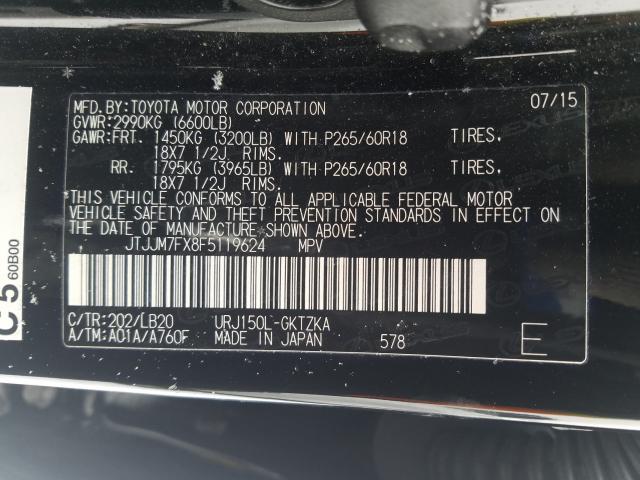 MFD.BY:TOYOTA MOTOR CORPORATION 07/15
GVWR:2990KG (6600LB)
GAWR:FRT. 1450KG (3200LB) WITH P265/60R18 TIRES,
18X7 1/2J RIMS.
RR. 1795KG (3965LB) WITH P265/60R18 TIRES,
18X7 1/2J RIMS.
*THIS VEHICLE CONFORMS TO ALL APPLICABLE FEDERAL MOTOR
VEHICLE SAFETY AND THEFT PREVENTION STANDARDS IN EFFECT ON
THE DATE OF MANUFACTURE SHOWN ABOVE.
JTJJM7FX8F5119624 MPV
C/TR:202/LB20 URJ150L-GKTZKA
A/TM:A01A/A760F MADE IN JAPAN 578 E
C5 60B00